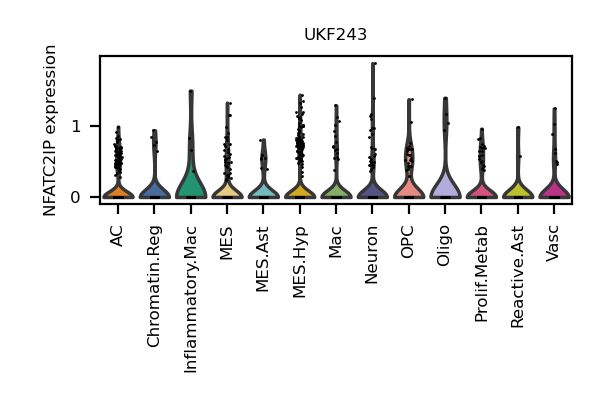 UKF243
NFATC2IP expression
1
0
AC
Chromatin.Reg
Inflammatory.Mac
MES
MES.Ast
MES.Hyp
Mac
Neuron
OPC
Oligo
Prolif.Metab
Reactive.Ast
Vasc